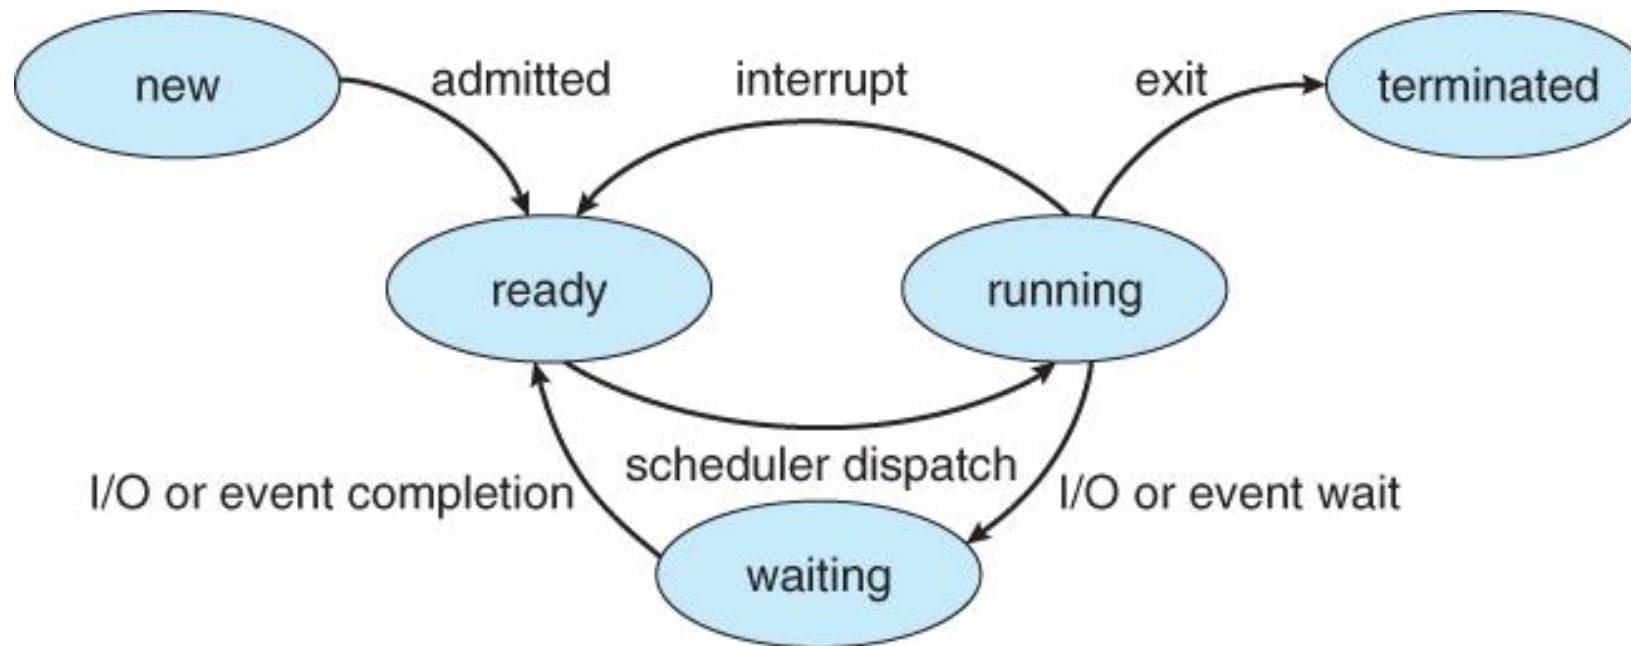 new
admitted
interrupt
exit
terminated
ready
running
scheduler dispatch
I/O or event completion
I/O or event wait
waiting